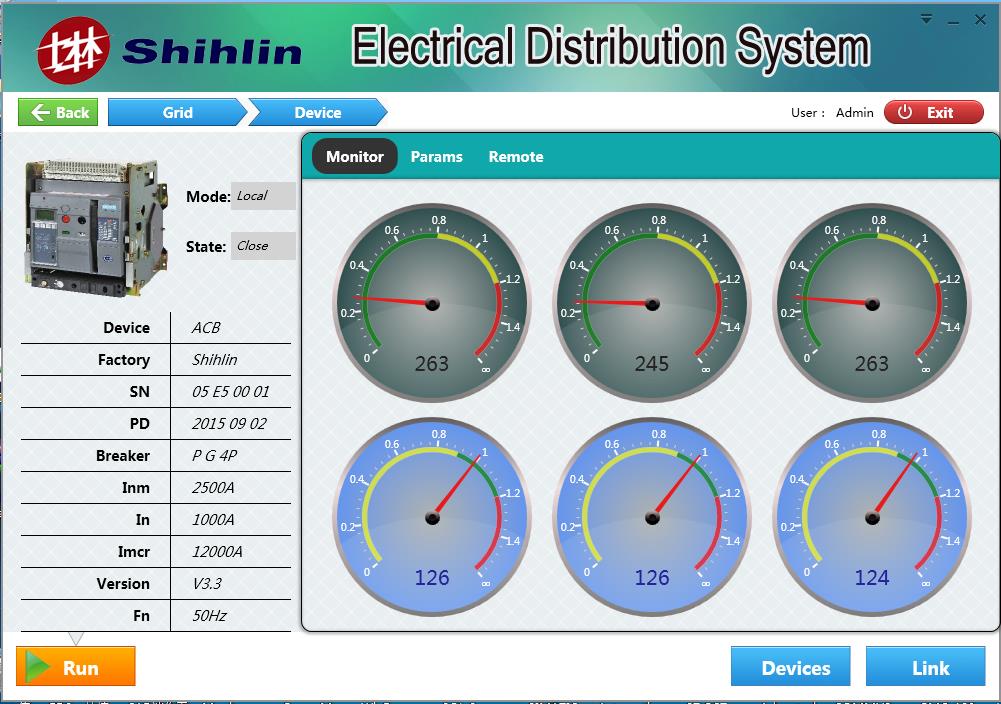 Shihlin
Electrical Distribution System
Back
Grid
Device
User : Admin
Exit
Mode: Local
State: Close
Device ACB
Factory Shihlin
SN 05 E5 00 01
PD 2015 09 02
Breaker P G 4P
Inm 2500A
In 1000A
Imcr 12000A
Version V3.3
Fn 50Hz
Monitor Params Remote
0 0.2 0.4 0.6 0.8 1 1.2 1.4 ∞
263
0 0.2 0.4 0.6 0.8 1 1.2 1.4 ∞
245
0 0.2 0.4 0.6 0.8 1 1.2 1.4 ∞
263
0 0.2 0.4 0.6 0.8 1 1.2 1.4 ∞
126
0 0.2 0.4 0.6 0.8 1 1.2 1.4 ∞
126
0 0.2 0.4 0.6 0.8 1 1.2 1.4 ∞
124
Run
Devices
Link